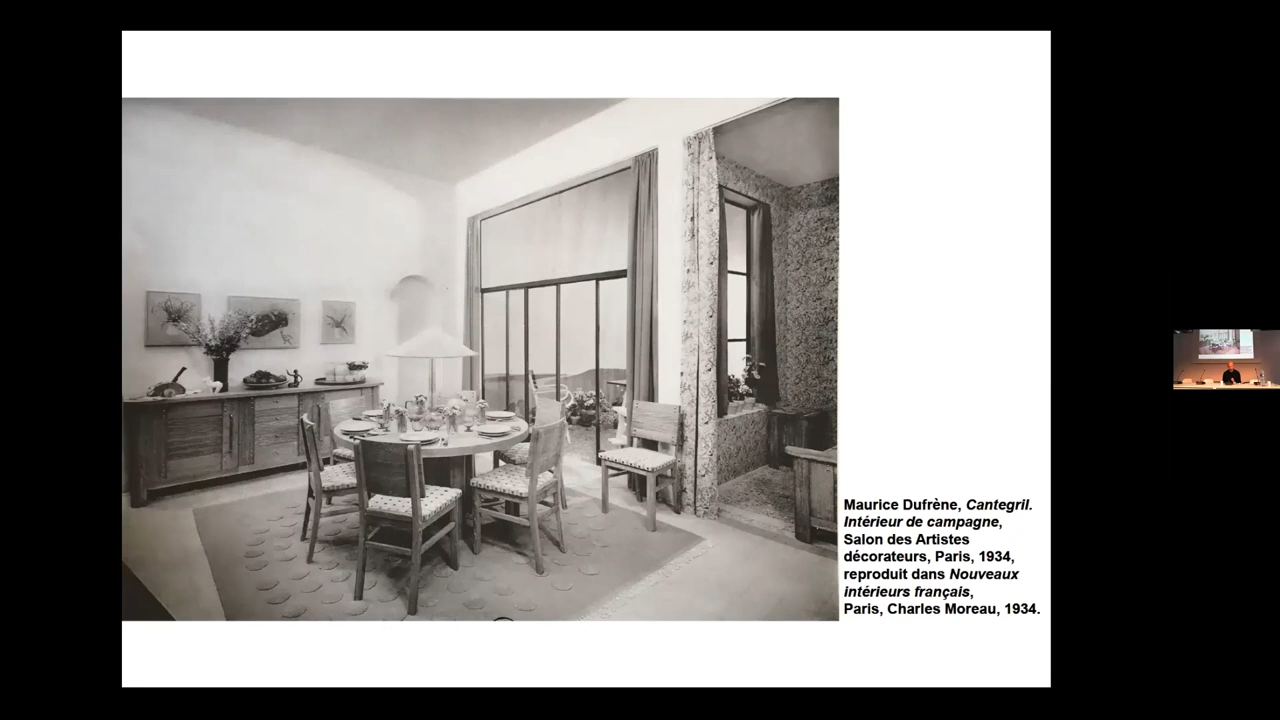 Maurice Dufrène, Cantegril.
Intérieur de campagne,
Salon des Artistes
décorateurs, Paris, 1934,
reproduit dans Nouveaux
intérieurs français,
Paris, Charles Moreau, 1934.